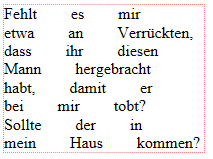 Fehlt es mir
etwa an Verrückten,
dass ihr diesen
Mann hergebracht
habt, damit er
bei mir tobt?
Sollte der in
mein Haus kommen?